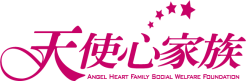 天使心家族
ANGEL HEART FAMILY SOCIAL WELFARE FOUNDATION